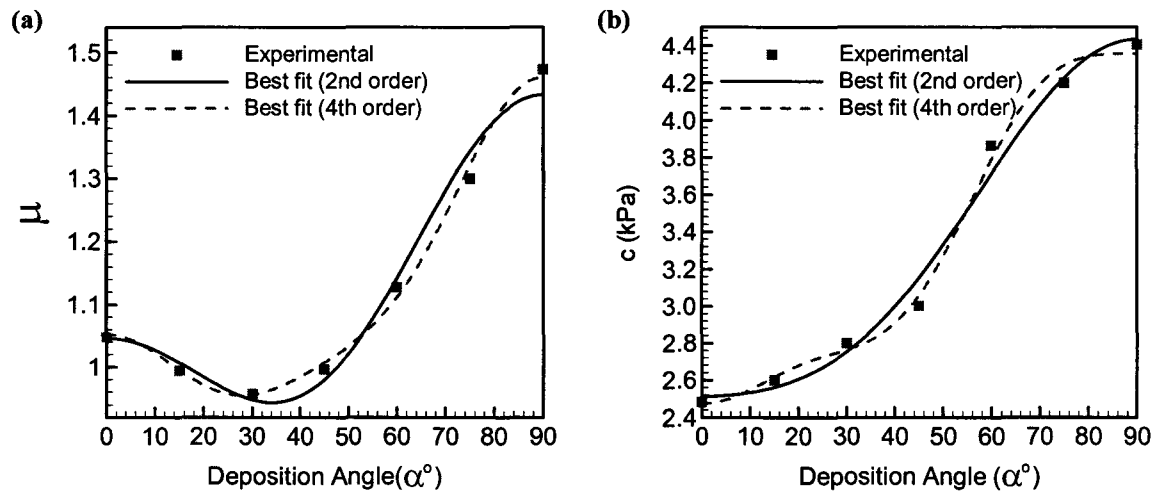 (a)
Experimental
Best fit (2nd order)
Best fit (4th order)
1.5
1.4
1.3
1.2
1.1
1
μ
0 10 20 30 40 50 60 70 80 90
Deposition Angle(α°)
(b)
Experimental
Best fit (2nd order)
Best fit (4th order)
4.4
4.2
4.0
3.8
3.6
3.4
3.2
3.0
2.8
2.6
2.4
c (kPa)
0 10 20 30 40 50 60 70 80 90
Deposition Angle (α°)